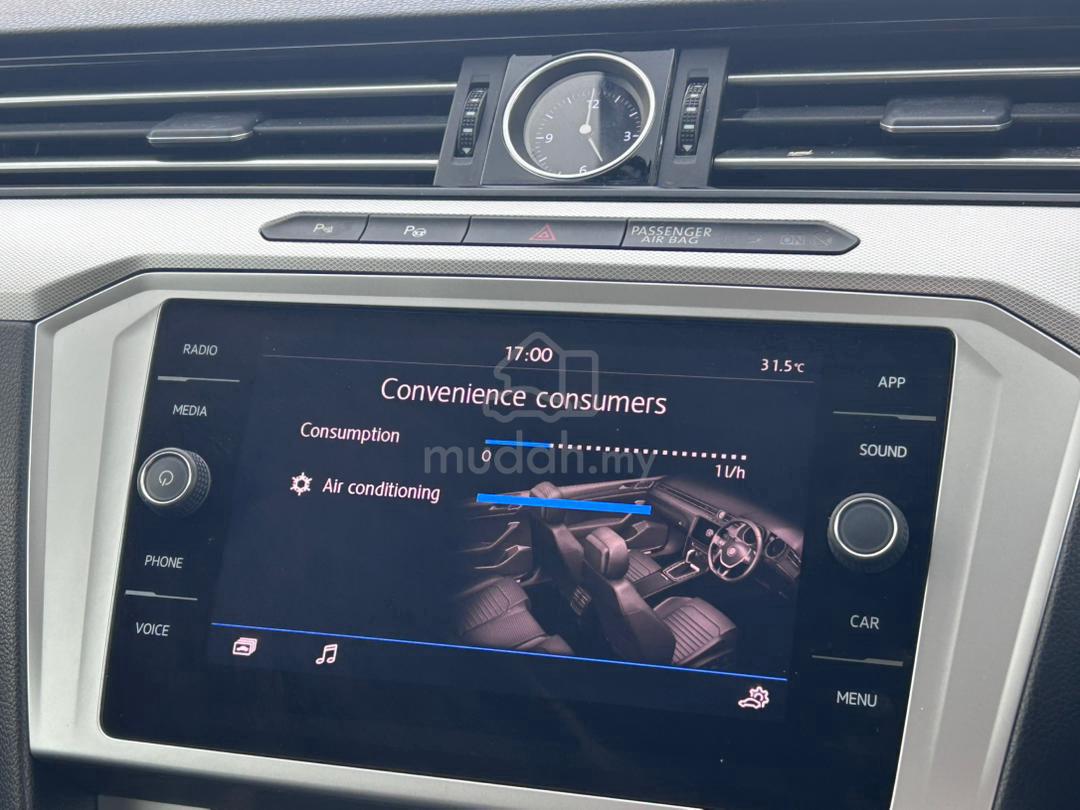 12
9
3
6
P
P
PASSENGER
AIR BAG
ON
RADIO
MEDIA
PHONE
VOICE
17:00
31.5°C
Convenience consumers
Consumption
0
1 l/h
Air conditioning
mudah.my
APP
SOUND
CAR
MENU